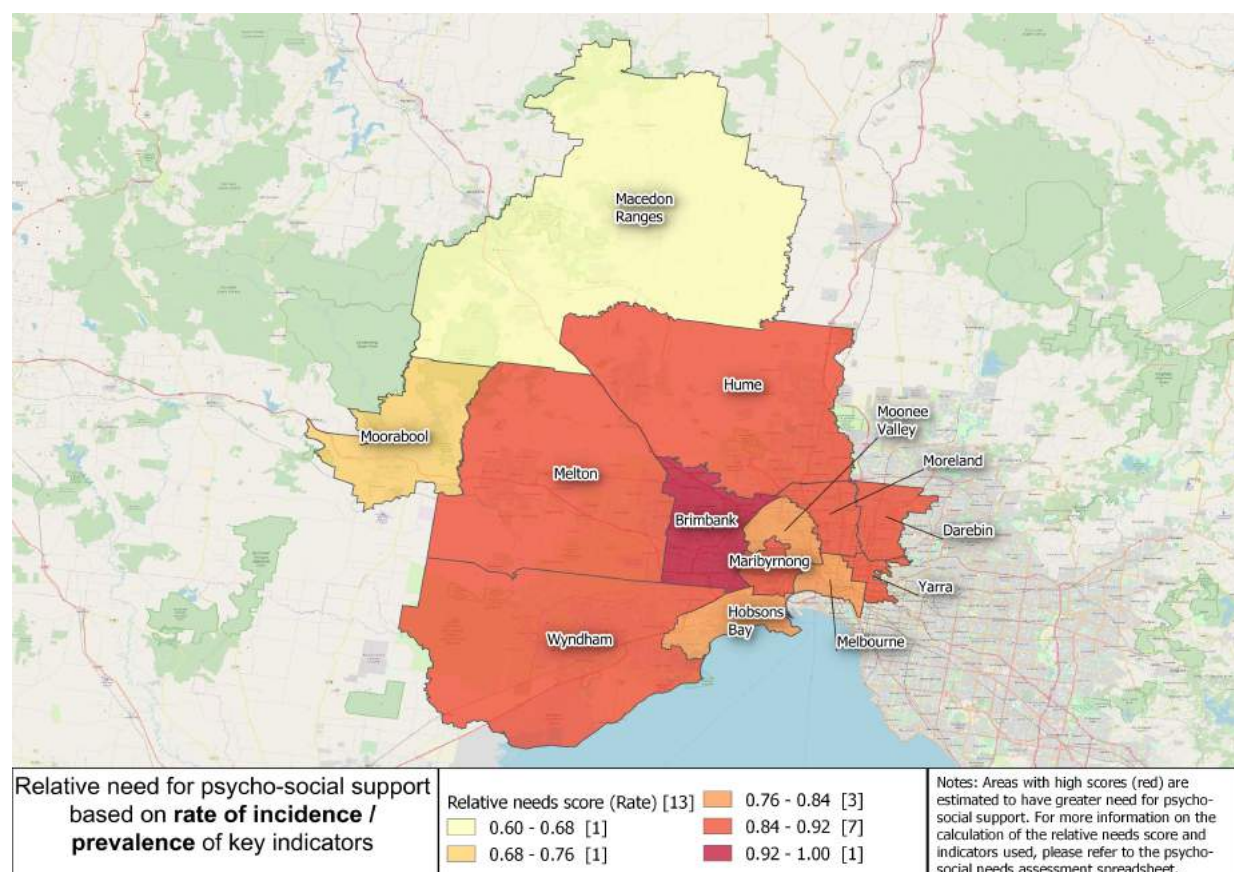 Macedon
Ranges
Hume
Moonee
Valley
Moorabool
Moreland
Melton
Brimbank
Darebin
Maribyrnong
Yarra
Hobsons
Bay
Wyndham
Melbourne
Relative need for psycho-social support
based on rate of incidence /
prevalence of key indicators
Relative needs score (Rate) [13]
0.60 - 0.68 [1]
0.68 - 0.76 [1]
0.76 - 0.84 [3]
0.84 - 0.92 [7]
0.92 - 1.00 [1]
Notes: Areas with high scores (red) are
estimated to have greater need for psycho-
social support. For more information on the
calculation of the relative needs score and
indicators used, please refer to the psycho-
social needs assessment spreadsheet.